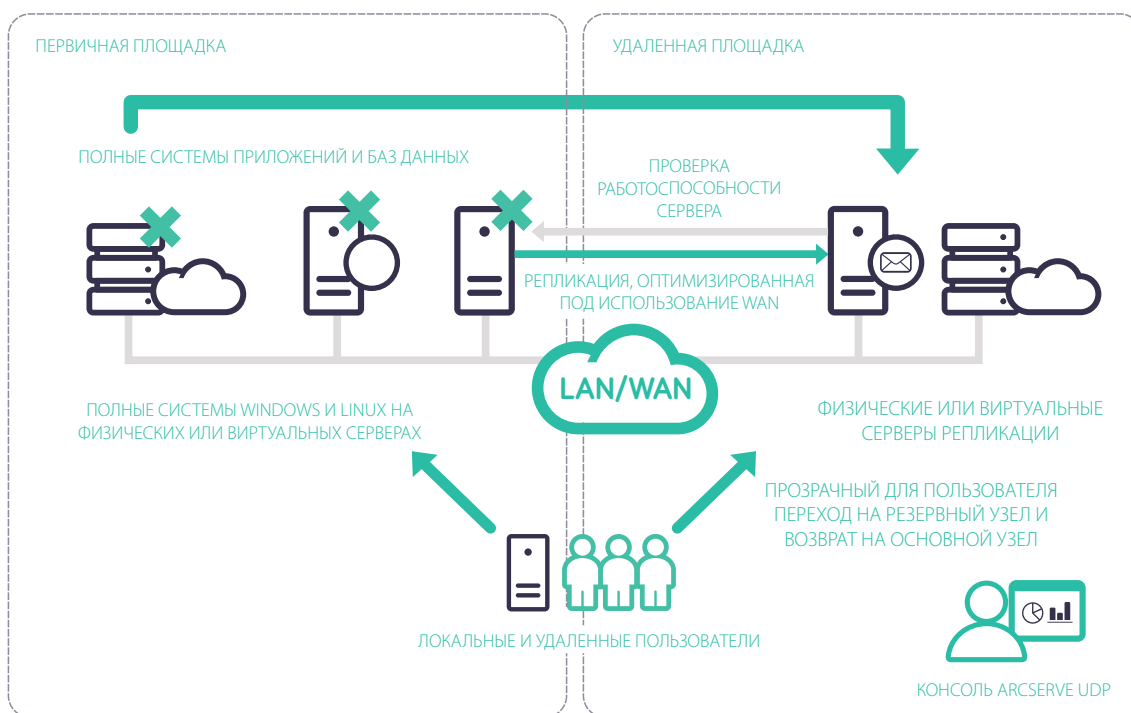 ПЕРВИЧНАЯ ПЛОЩАДКА
УДАЛЕННАЯ ПЛОЩАДКА
ПОЛНЫЕ СИСТЕМЫ ПРИЛОЖЕНИЙ И БАЗ ДАННЫХ
ПРОВЕРКА
РАБОТОСПОСОБНОСТИ
СЕРВЕРА
РЕПЛИКАЦИЯ, ОПТИМИЗИРОВАННАЯ
ПОД ИСПОЛЬЗОВАНИЕ WAN
LAN/WAN
ПОЛНЫЕ СИСТЕМЫ WINDOWS И LINUX НА
ФИЗИЧЕСКИХ ИЛИ ВИРТУАЛЬНЫХ СЕРВЕРАХ
ФИЗИЧЕСКИЕ ИЛИ ВИРТУАЛЬНЫЕ
СЕРВЕРЫ РЕПЛИКАЦИИ
ПРОЗРАЧНЫЙ ДЛЯ ПОЛЬЗОВАТЕЛЯ
ПЕРЕХОД НА РЕЗЕРВНЫЙ УЗЕЛ И
ВОЗВРАТ НА ОСНОВНОЙ УЗЕЛ
ЛОКАЛЬНЫЕ И УДАЛЕННЫЕ ПОЛЬЗОВАТЕЛИ
КОНСОЛЬ ARCSERVE UDP